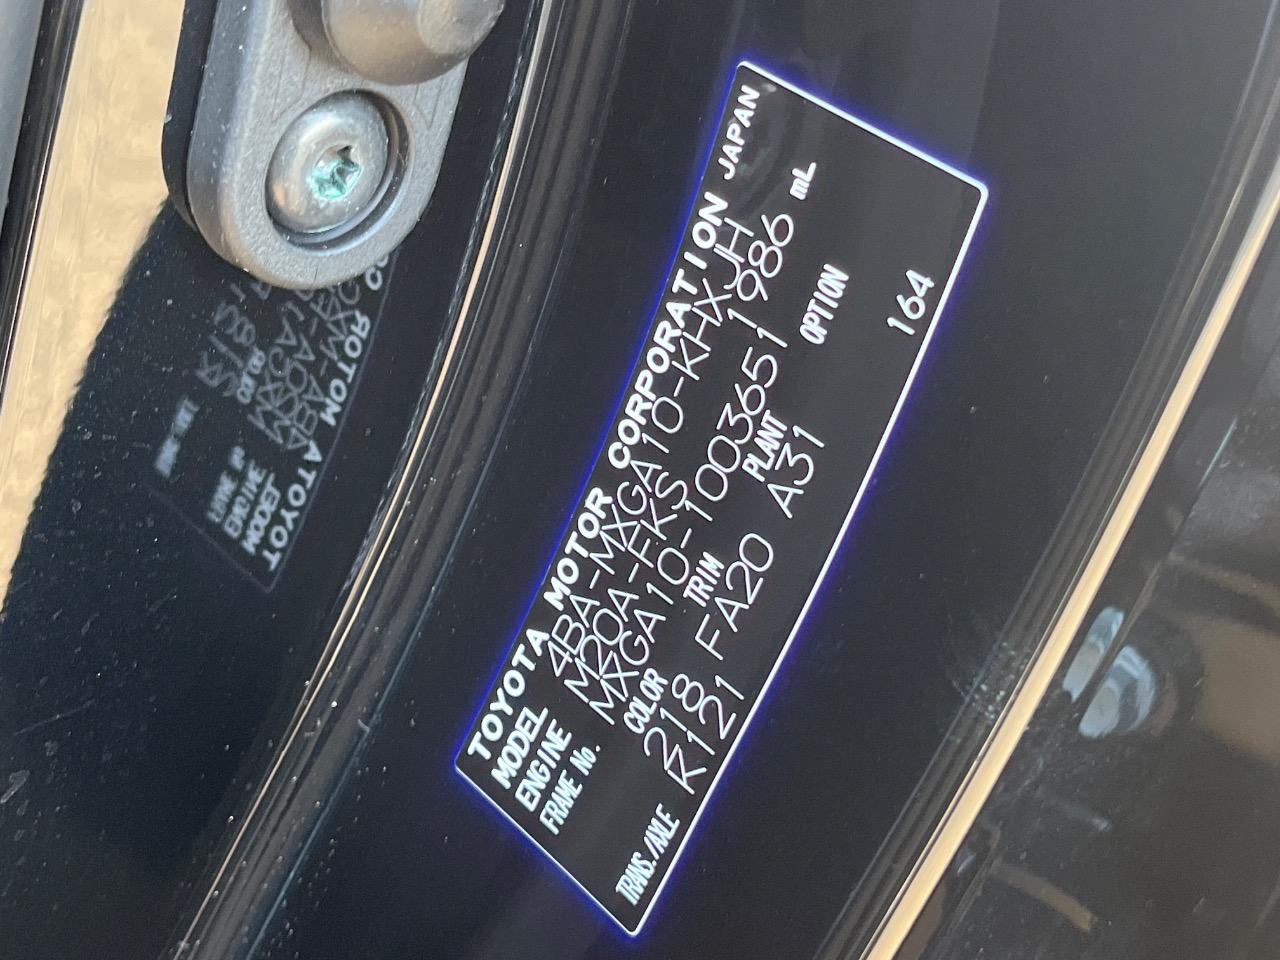 TOYOTA MOTOR CORPORATION JAPAN
MODEL 4BA-MXGA10-KHXJH
ENGINE M20A-FKS 1986 mL
FRAME No. MXGA10-1003651
COLOR TRIM PLANT OPTION
218 FA20 A31 164
TRANS./AXLE K121